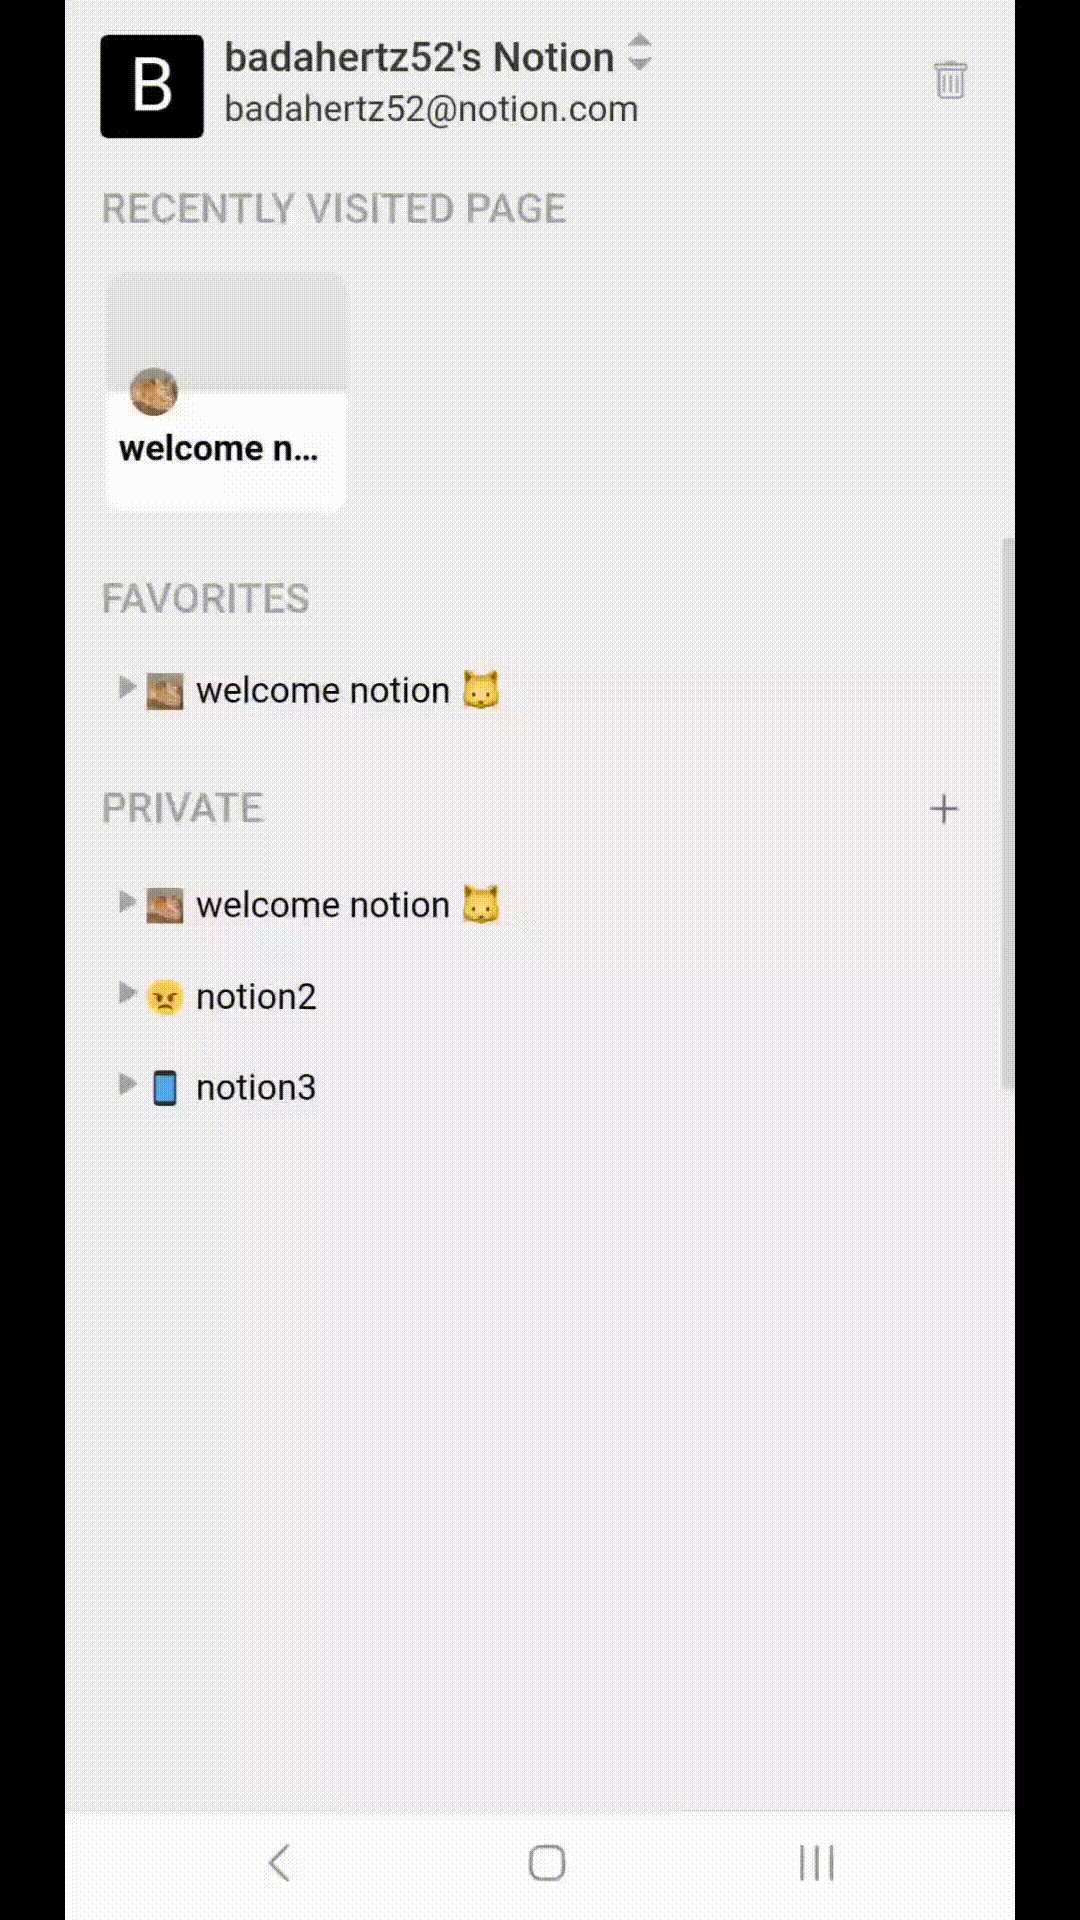 B
badahertz52's Notion
badahertz52@notion.com
RECENTLY VISITED PAGE
welcome n...
FAVORITES
welcome notion 🐱
PRIVATE
welcome notion 🐱
notion2
notion3